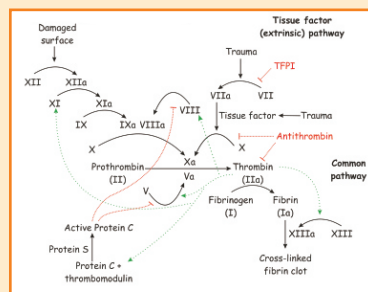 Tissue factor
(extrinsic) pathway
Damaged
surface
Trauma
TFPI
XII
XIIa
XI
XIa
VIIa
VII
VIII
IX
IXa VIIIa
Tissue factor
Trauma
X
X
Antithrombin
Xa
Prothrombin
(II)
Va
Thrombin
(IIa)
Common
pathway
V
Fibrinogen
(I)
Fibrin
(Ia)
Active Protein C
XIIIa
XIII
Protein S
Protein C +
thrombomodulin
Cross-linked
fibrin clot